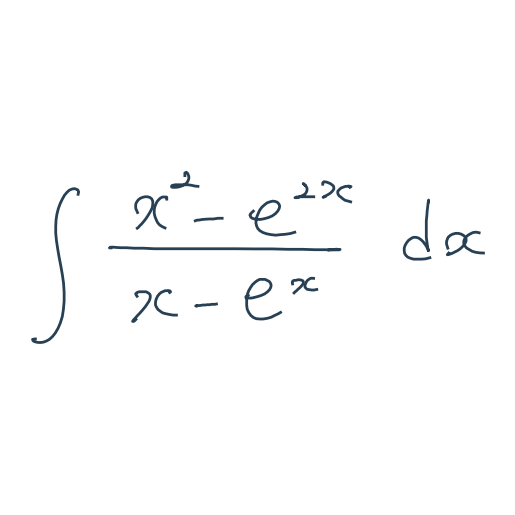 ∫ (x² − e²ˣ)/(x − eˣ) dx